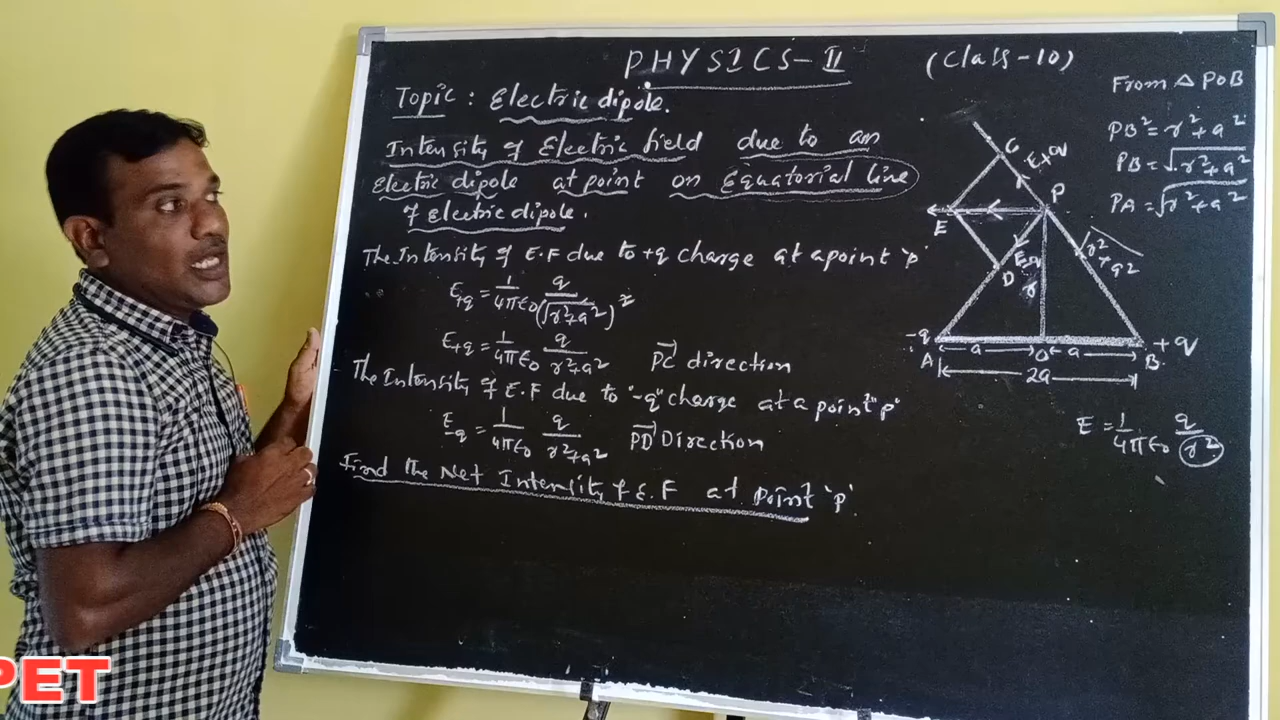 PHYSICS-II (Class-10)
Topic : Electric dipole.
Intensity of Electric field due to an
Electric dipole at point on Equatorial line
of Electric dipole.
The Intensity of E.F due to +q charge at a point 'p'
E+q = 1/4πε0 q/(√r²+a²)²
E+q = 1/4πε0 q/r²+a² PC direction
The Intensity of E.F due to "-q" charge at a point "p"
E-q = 1/4πε0 q/r²+a² PD Direction
Find the Net Intensity of E.F at point 'p'.
From △ POB
PB² = r²+a²
PB = √r²+a²
PA = √r²+a²
C E+q
P
E
D E-q r √r²+a²
-q +q
A a O a B
2a
E = 1/4πε0 q/r²
PET